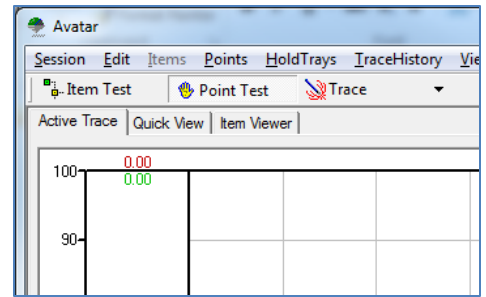 Avatar
Session Edit Items Points HoldTrays TraceHistory Vie
Item Test Point Test Trace
Active Trace Quick View Item Viewer
0.00
100
0.00
90